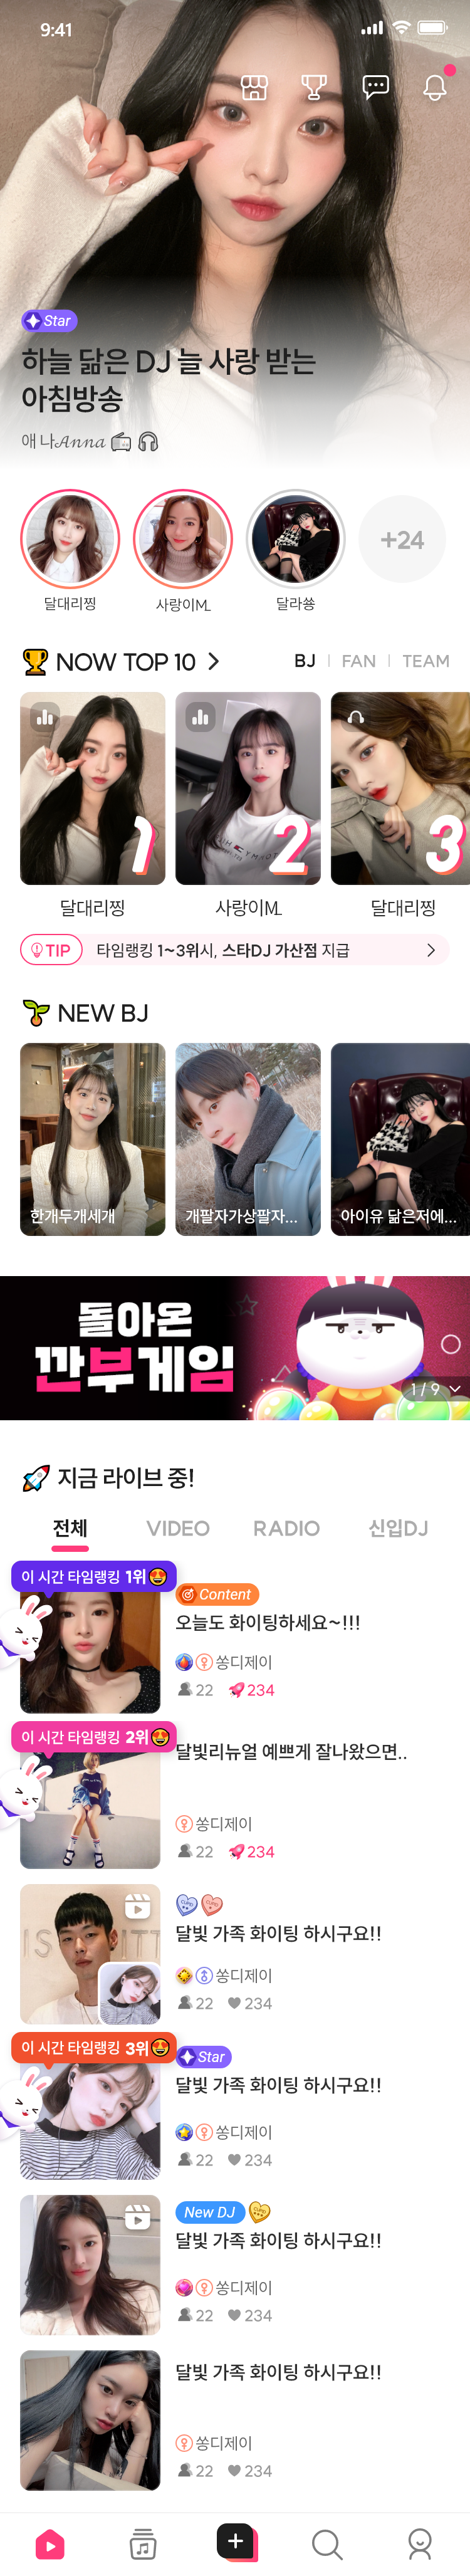 9:41
Star
하늘 닮은 DJ 늘 사랑 받는
아침방송
애 나𝒜𝓃𝓃𝒶
달대리찡
사랑이ML
달라쑝
+24
NOW TOP 10
BJ
FAN
TEAM
1
2
3
달대리찡
사랑이ML
달대리찡
TIP
타임랭킹 1~3위시, 스타DJ 가산점 지급
NEW BJ
한개두개세개
개팔자가상팔자...
아이유 닮은저에...
돌아온
깐부게임
1 / 9
지금 라이브 중!
전체
VIDEO
RADIO
신입DJ
이 시간 타임랭킹 1위
Content
오늘도 화이팅하세요~!!!
쏭디제이
22
234
이 시간 타임랭킹 2위
달빛리뉴얼 예쁘게 잘나왔으면..
쏭디제이
22
234
달빛 가족 화이팅 하시구요!!
쏭디제이
22
234
이 시간 타임랭킹 3위
Star
달빛 가족 화이팅 하시구요!!
쏭디제이
22
234
New DJ
달빛 가족 화이팅 하시구요!!
쏭디제이
22
234
달빛 가족 화이팅 하시구요!!
쏭디제이
22
234